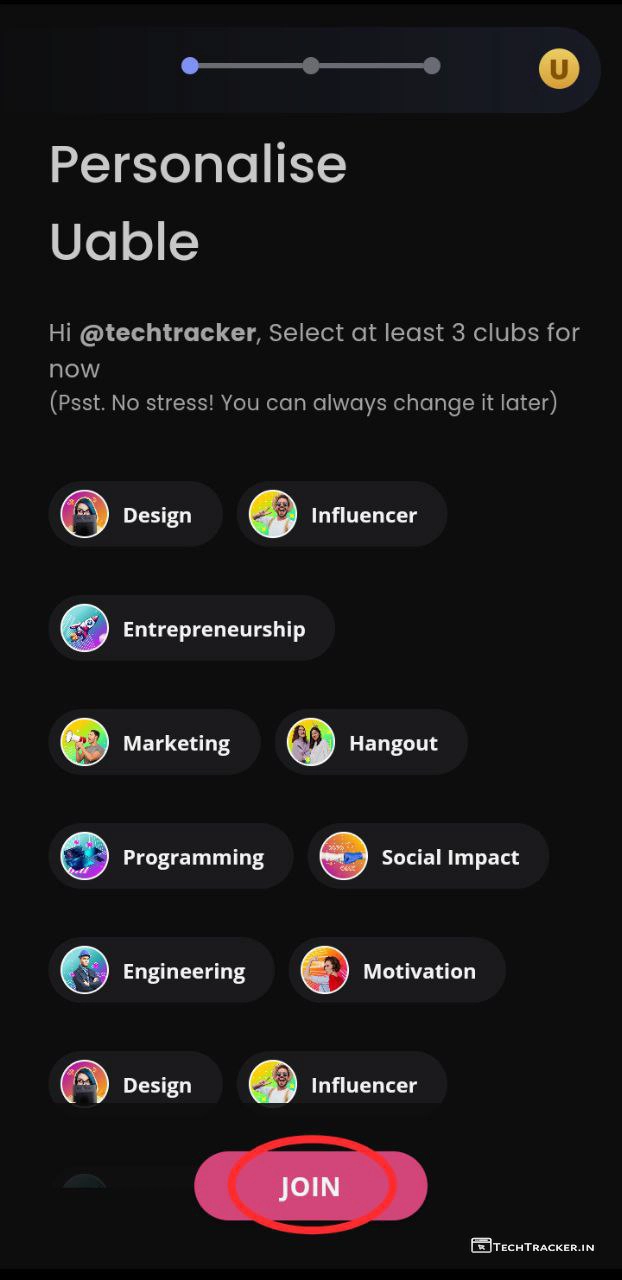 U
Personalise
Uable
Hi @techtracker, Select at least 3 clubs for
now
(Psst. No stress! You can always change it later)
Design Influencer
Entrepreneurship
Marketing Hangout
Programming Social Impact
Engineering Motivation
Design Influencer
JOIN
TECHTRACKER.IN